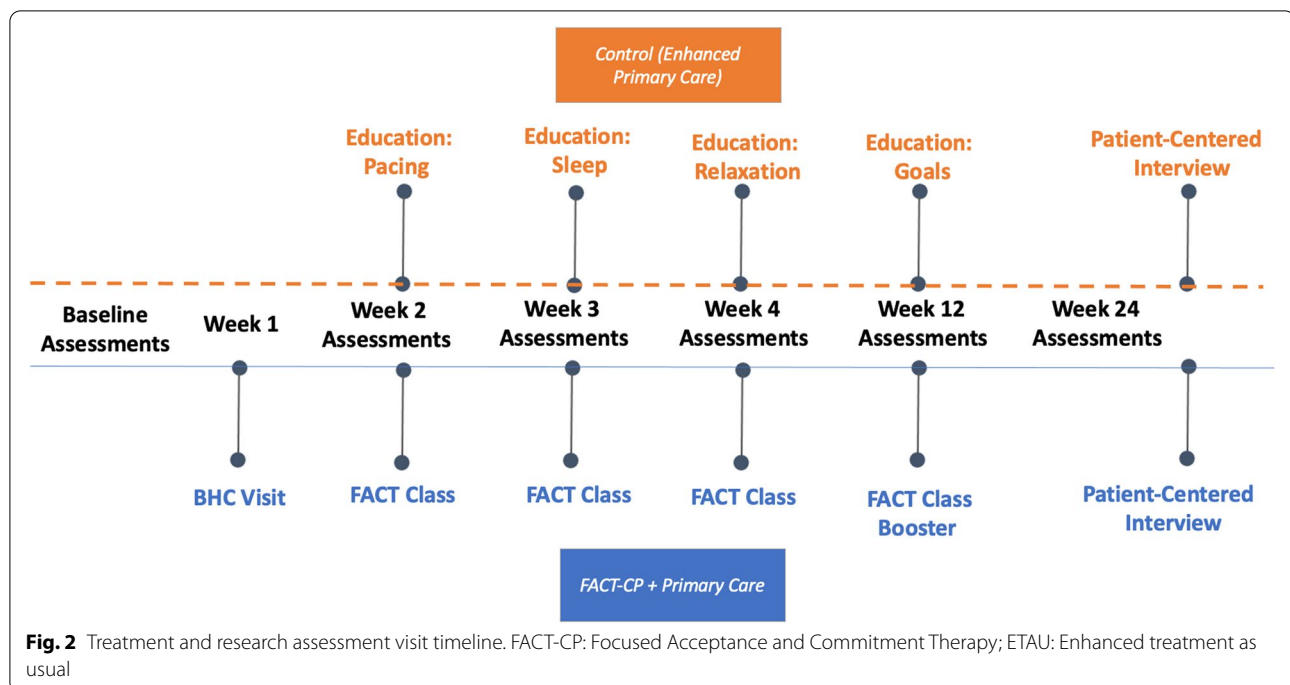 Control (Enhanced
Primary Care)
Education:
Pacing
Education:
Sleep
Education:
Relaxation
Education:
Goals
Patient-Centered
Interview
Baseline
Assessments
Week 1
Week 2
Assessments
Week 3
Assessments
Week 4
Assessments
Week 12
Assessments
Week 24
Assessments
BHC Visit
FACT Class
FACT Class
FACT Class
FACT Class
Booster
Patient-Centered
Interview
FACT-CP + Primary Care
Fig. 2 Treatment and research assessment visit timeline. FACT-CP: Focused Acceptance and Commitment Therapy; ETAU: Enhanced treatment as
usual